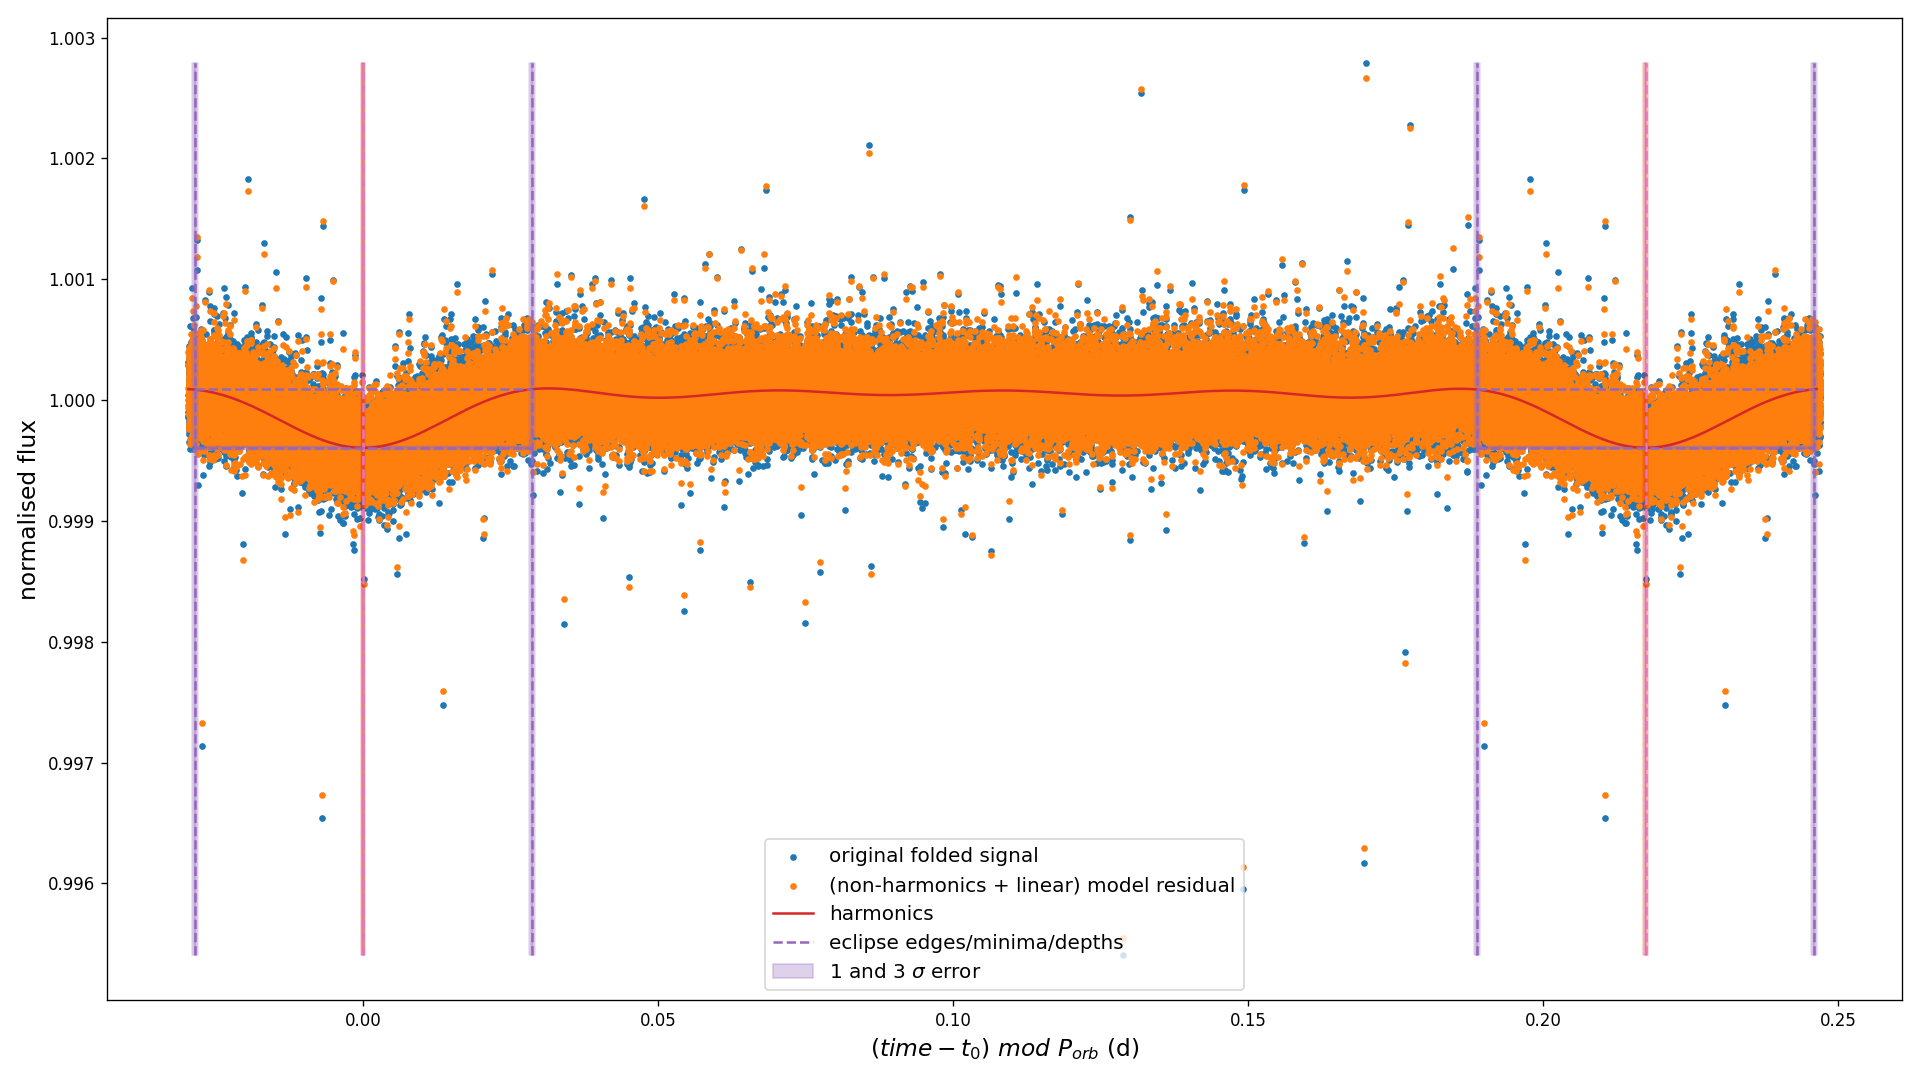 1.003
1.002
1.001
1.000
0.999
0.998
0.997
0.996
normalised flux
original folded signal
(non-harmonics + linear) model residual
harmonics
eclipse edges/minima/depths
1 and 3 σ error
0.00 0.05 0.10 0.15 0.20 0.25
(time − t₀) mod Pₒᵣb (d)